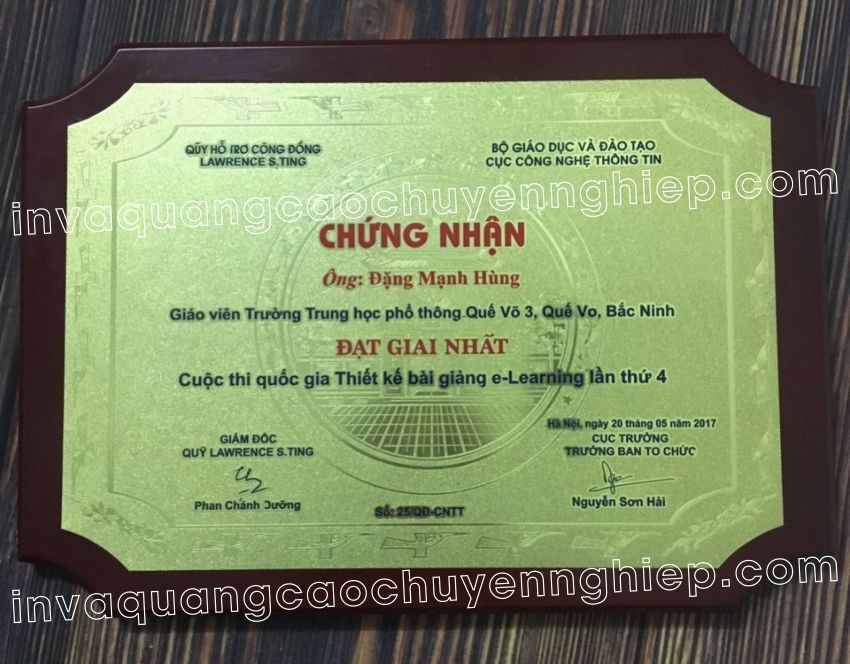 QUỸ HỖ TRỢ CỘNG ĐỒNG
LAWRENCE S.TING
BỘ GIÁO DỤC VÀ ĐÀO TẠO
CỤC CÔNG NGHỆ THÔNG TIN
invaquangcaochuyennghiep.com
CHỨNG NHẬN
Ông: Đặng Mạnh Hùng
Giáo viên Trường Trung học phổ thông Quế Võ 3, Quế Vo, Bắc Ninh
ĐẠT GIAI NHẤT
Cuộc thi quốc gia Thiết kế bài giảng e-Learning lần thứ 4
Hà Nội, ngày 20 tháng 05 năm 2017
GIÁM ĐỐC
QUỸ LAWRENCE S.TING
CỤC TRƯỞNG
TRƯỞNG BAN TO CHỨC
Phan Chánh Dưỡng
Nguyễn Sơn Hải
Số: 25/QĐ-CNTT
invaquangcaochuyennghiep.com